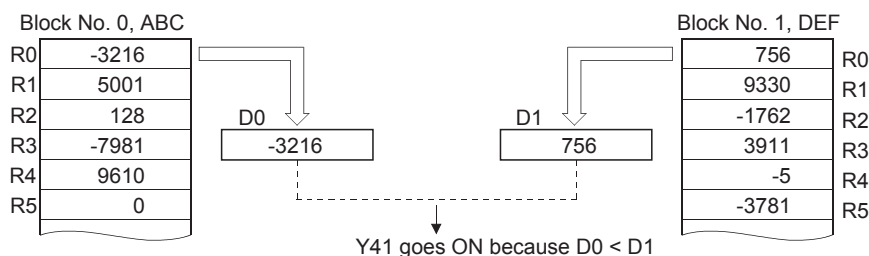 Block No. 0, ABC
R0 -3216
R1 5001
R2 128
R3 -7981
R4 9610
R5 0
D0
-3216
D1
756
Y41 goes ON because D0 < D1
Block No. 1, DEF
756 R0
9330 R1
-1762 R2
3911 R3
-5 R4
-3781 R5